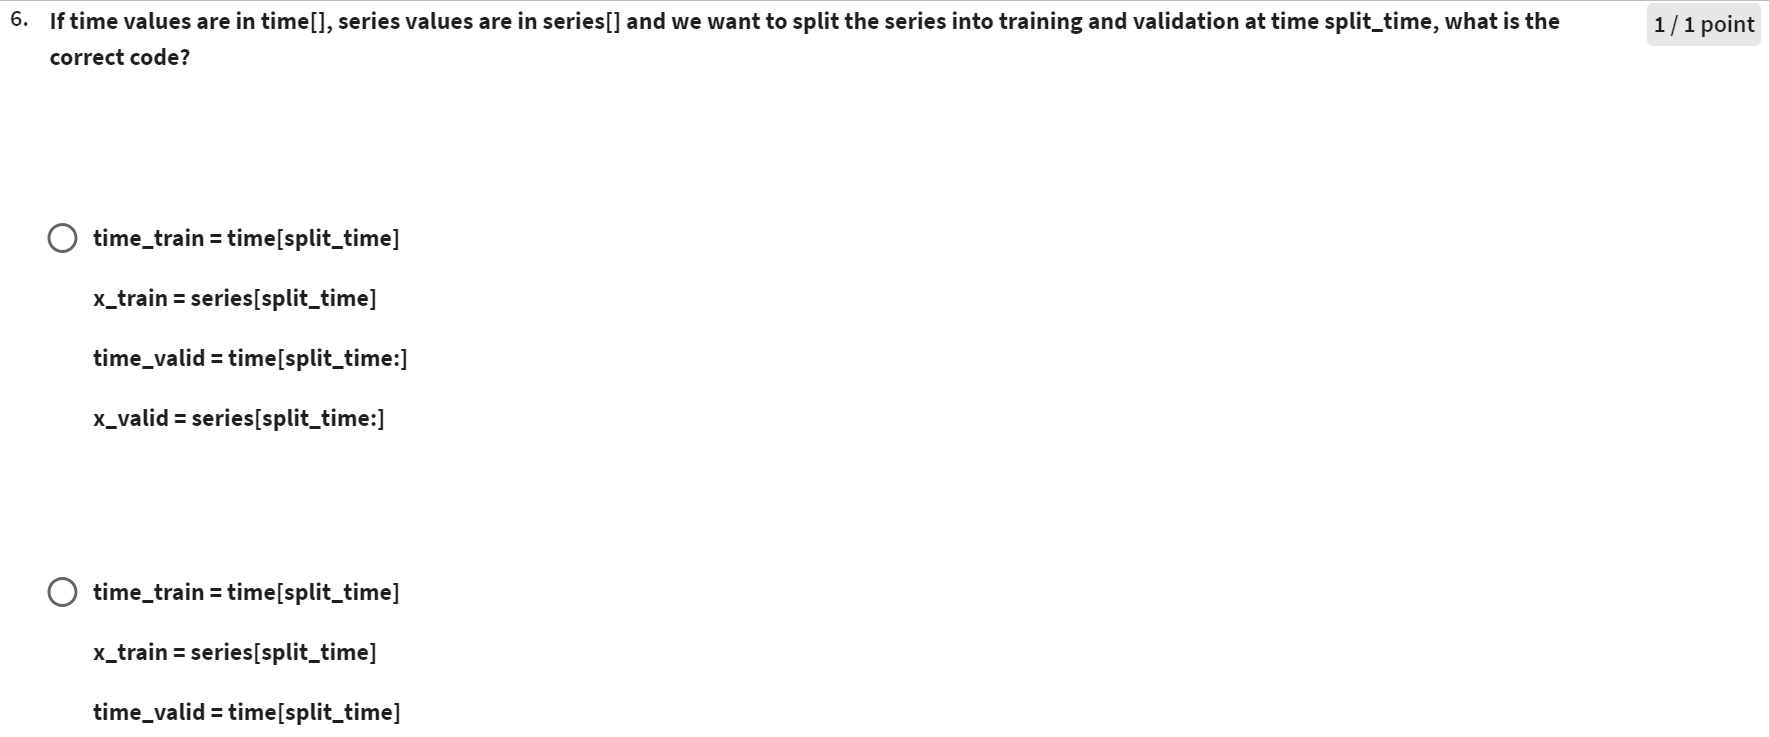 6. If time values are in time[], series values are in series[] and we want to split the series into training and validation at time split_time, what is the
correct code?
1 / 1 point
time_train = time[split_time]
x_train = series[split_time]
time_valid = time[split_time:]
x_valid = series[split_time:]
time_train = time[split_time]
x_train = series[split_time]
time_valid = time[split_time]